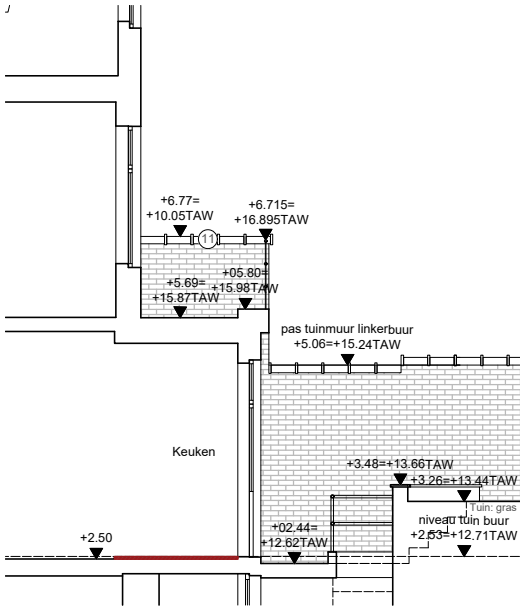 +6.77=
+10.05TAW
+6.715=
+16.895TAW
11
+05.80=
+15.98TAW
+5.69=
+15.87TAW
pas tuinmuur linkerbuur
+5.06=+15.24TAW
Keuken
+3.48=+13.66TAW
+3.26=+13.44TAW
Tuin: gras
niveau tuin buur
+2.53=+12.71TAW
+02.44=
+12.62TAW
+2.50